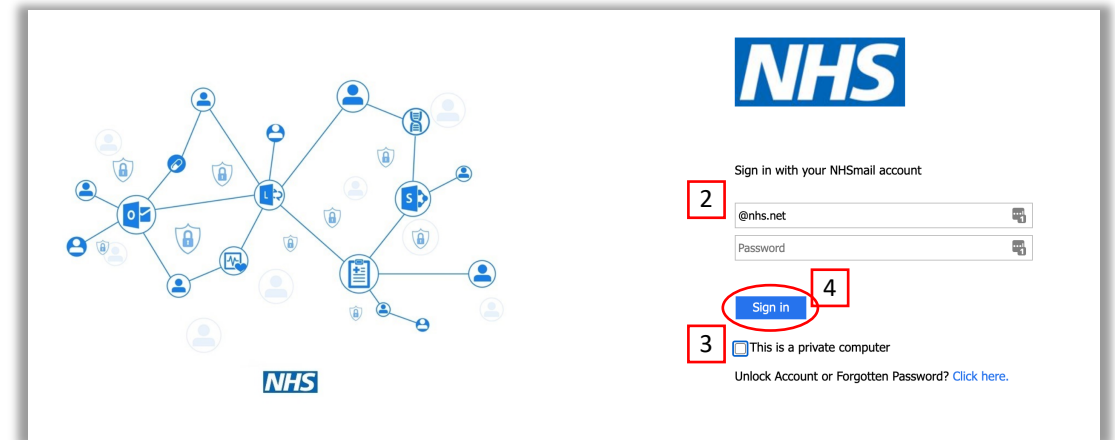 NHS
Sign in with your NHSmail account
2
@nhs.net
Password
4
Sign in
3
This is a private computer
Unlock Account or Forgotten Password? Click here.
O
L
S
NHS